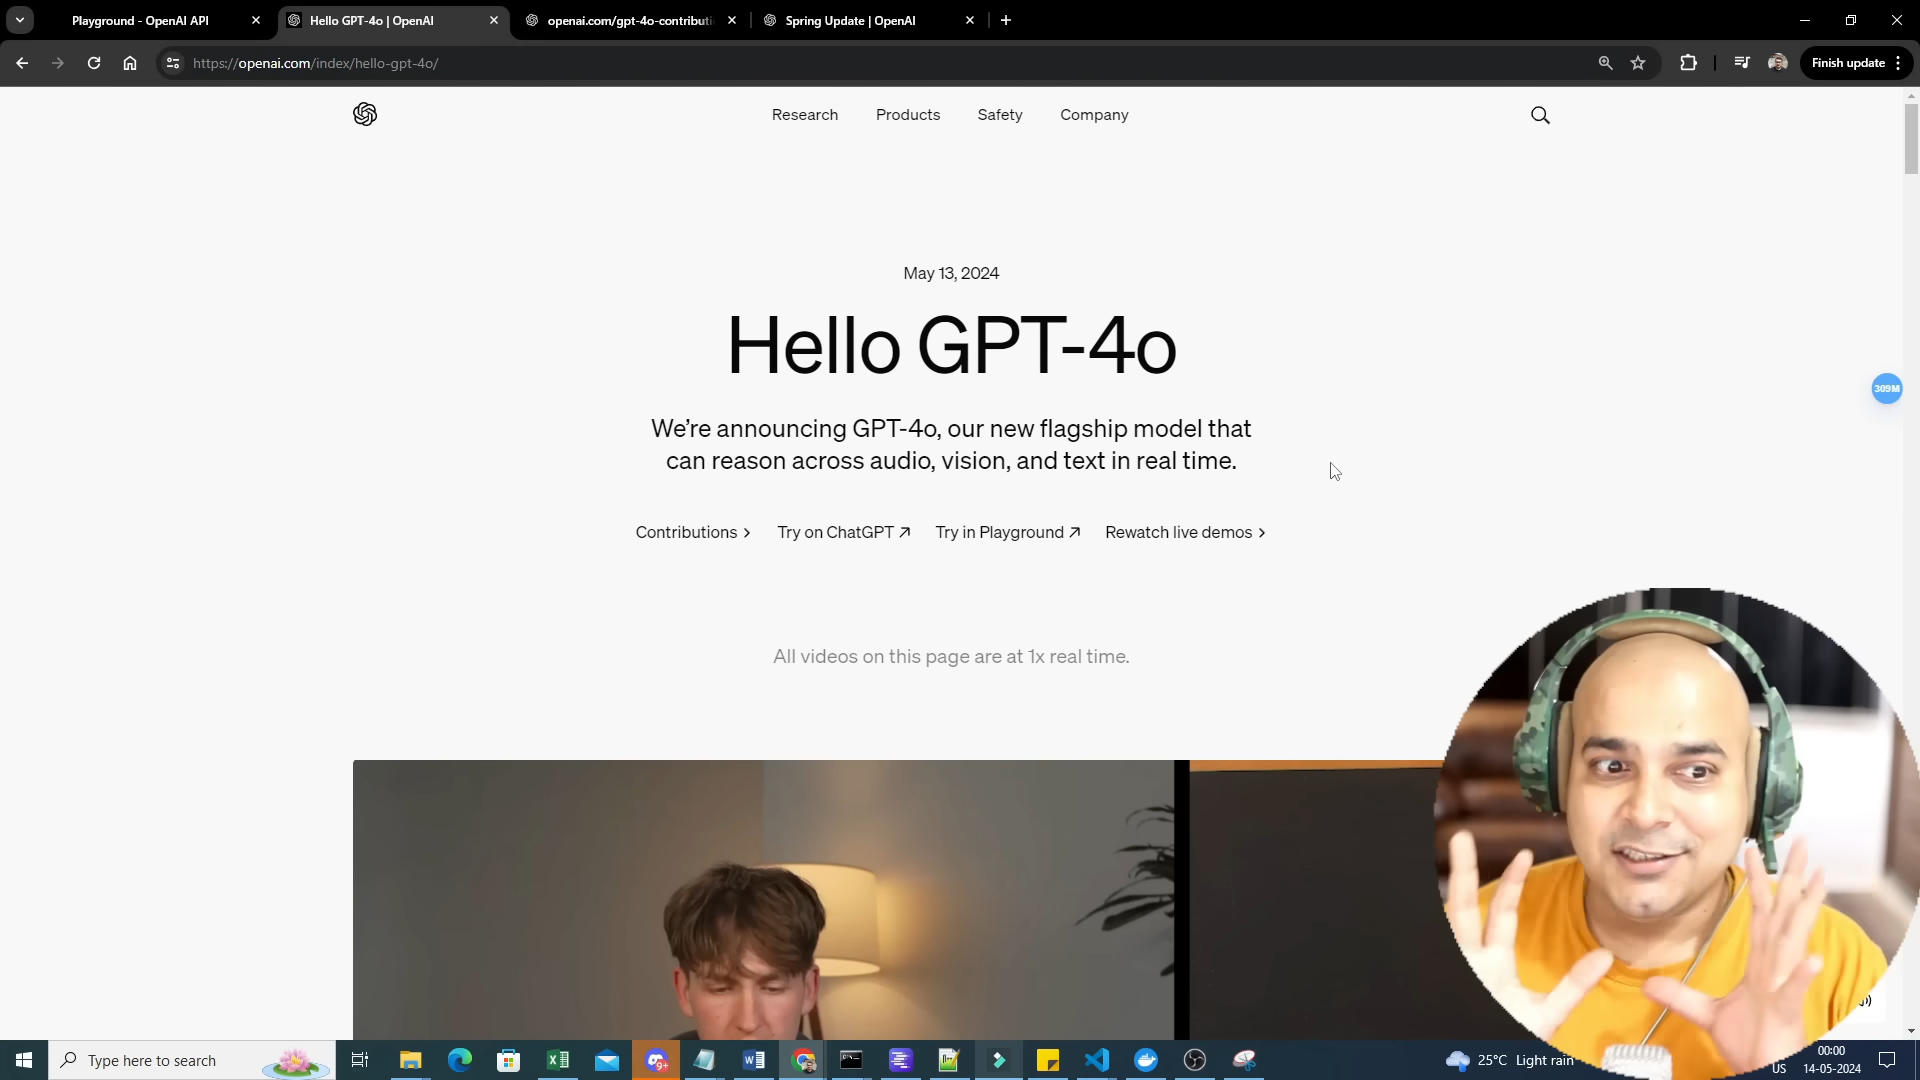 Playground - OpenAI API
Hello GPT-4o | OpenAI
openai.com/gpt-4o-contributi
Spring Update | OpenAI
https://openai.com/index/hello-gpt-4o/
Finish update
Research Products Safety Company
May 13, 2024
Hello GPT-4o
309M
We’re announcing GPT-4o, our new flagship model that
can reason across audio, vision, and text in real time.
Contributions Try on ChatGPT Try in Playground Rewatch live demos
All videos on this page are at 1x real time.
Type here to search
9+
25°C Light rain
US
00:00
14-05-2024